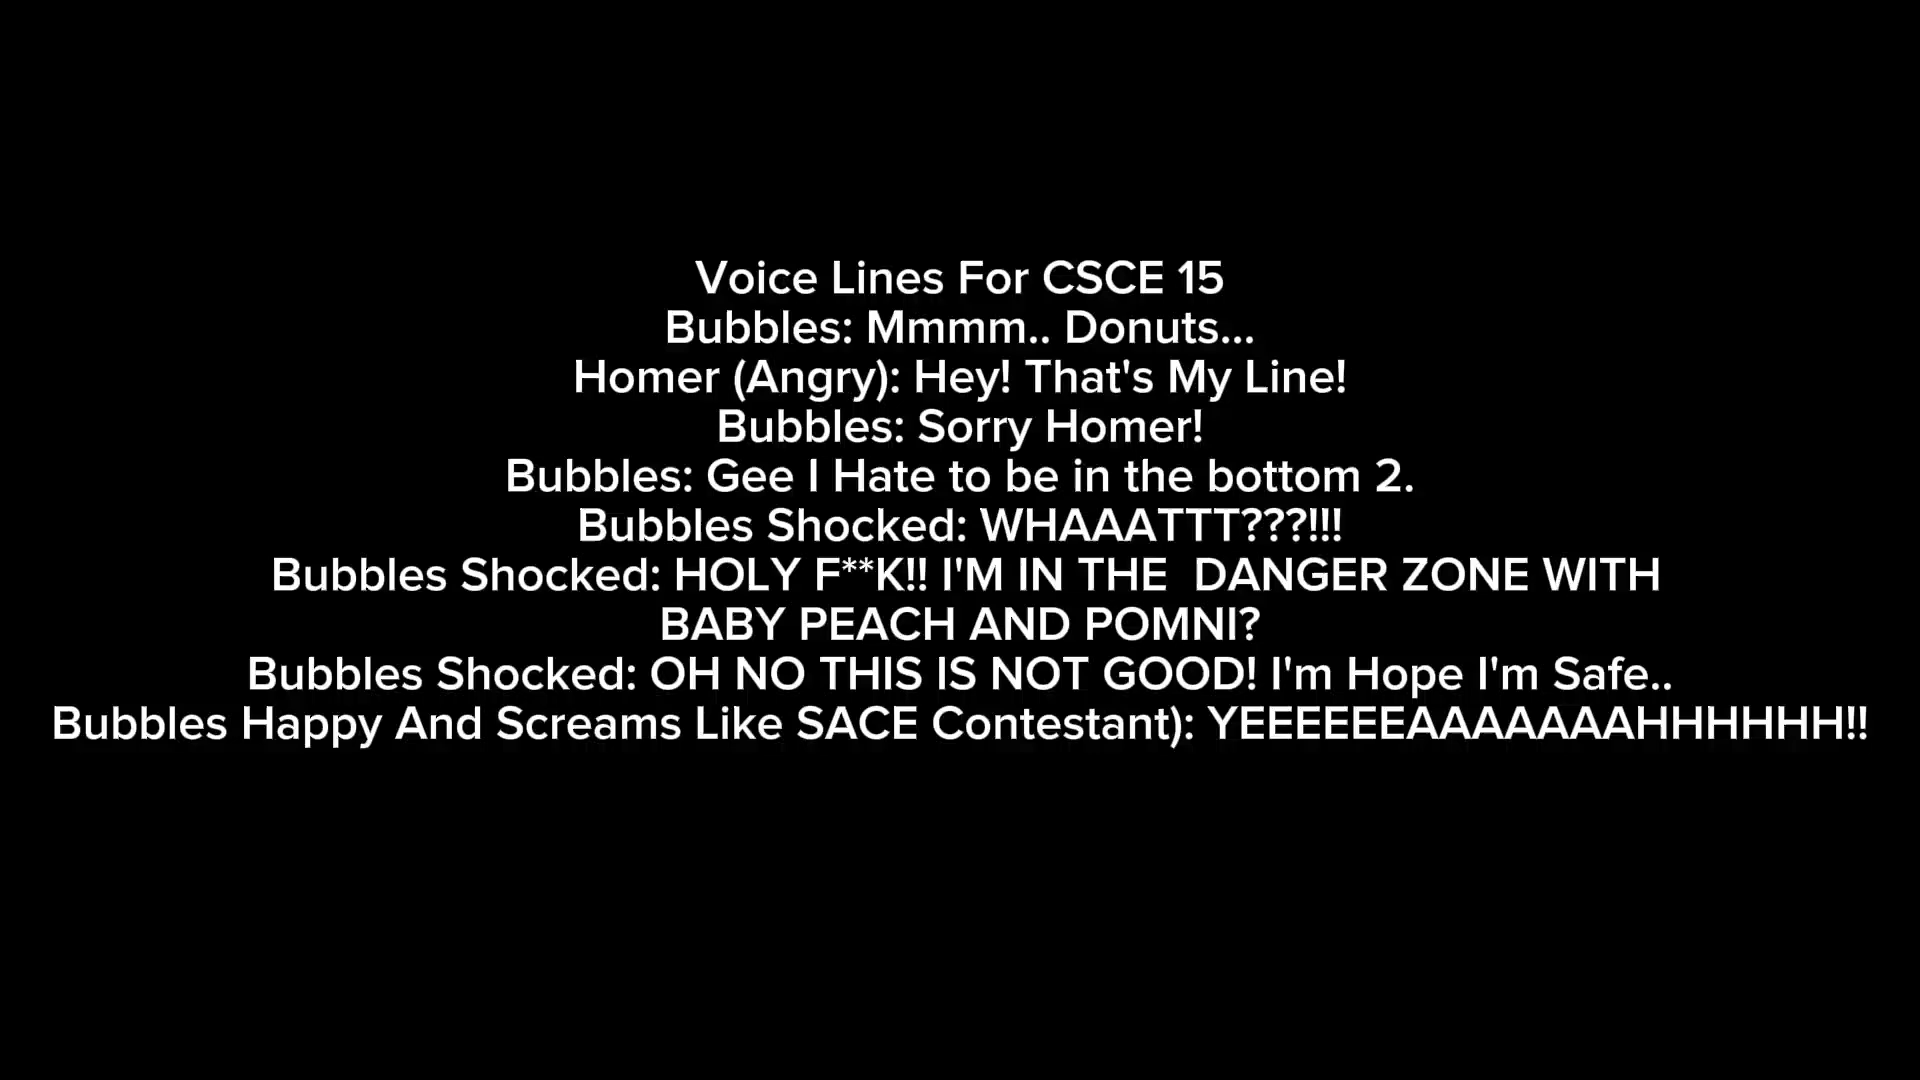 Voice Lines For CSCE 15
Bubbles: Mmmm.. Donuts...
Homer (Angry): Hey! That's My Line!
Bubbles: Sorry Homer!
Bubbles: Gee I Hate to be in the bottom 2.
Bubbles Shocked: WHAAATTT???!!!
Bubbles Shocked: HOLY F**K!! I'M IN THE  DANGER ZONE WITH
BABY PEACH AND POMNI?
Bubbles Shocked: OH NO THIS IS NOT GOOD! I'm Hope I'm Safe..
Bubbles Happy And Screams Like SACE Contestant): YEEEEEEAAAAAAAHHHHHH!!